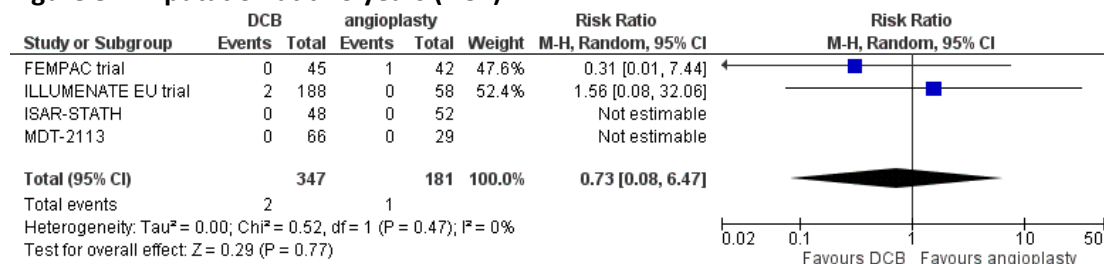 DCB angioplasty Risk Ratio Risk Ratio
Study or Subgroup Events Total Events Total Weight M-H, Random, 95% CI M-H, Random, 95% CI
FEMPAC trial 0 45 1 42 47.6% 0.31 [0.01, 7.44]
ILLUMENATE EU trial 2 188 0 58 52.4% 1.56 [0.08, 32.06]
ISAR-STATH 0 48 0 52 Not estimable
MDT-2113 0 66 0 29 Not estimable
Total (95% CI) 347 181 100.0% 0.73 [0.08, 6.47]
Total events 2 1
Heterogeneity: Tau² = 0.00; Chi² = 0.52, df = 1 (P = 0.47); I² = 0%
Test for overall effect: Z = 0.29 (P = 0.77)
0.02 0.1 1 10 50
Favours DCB Favours angioplasty